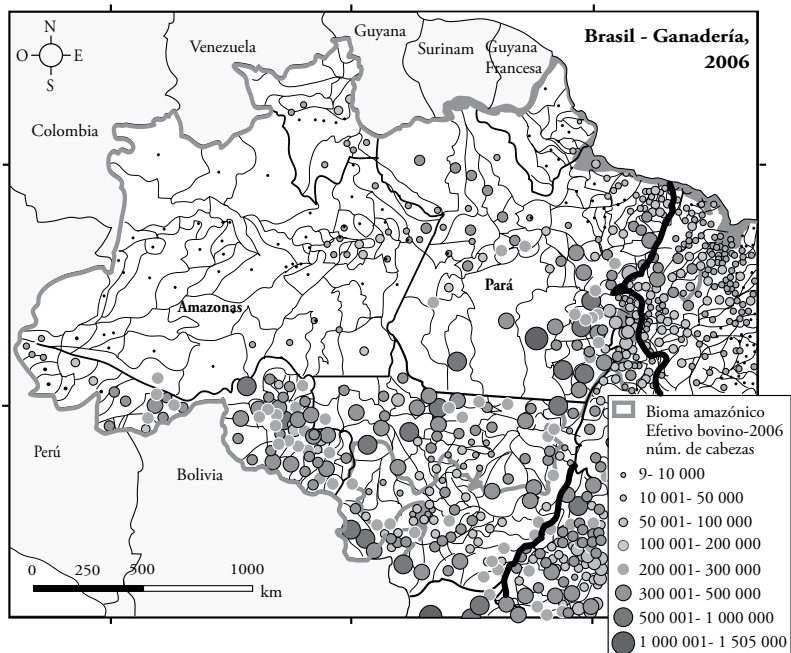 Brasil - Ganadería,
2006
N
O
E
S
Venezuela
Guyana
Surinam
Guyana
Francesa
Colombia
Pará
Amazonas
Perú
Bolivia
0 250 500 1000
km
Bioma amazónico
Efetivo bovino-2006
núm. de cabezas
9- 10 000
10 001- 50 000
50 001- 100 000
100 001- 200 000
200 001- 300 000
300 001- 500 000
500 001- 1 000 000
1 000 001- 1 505 000